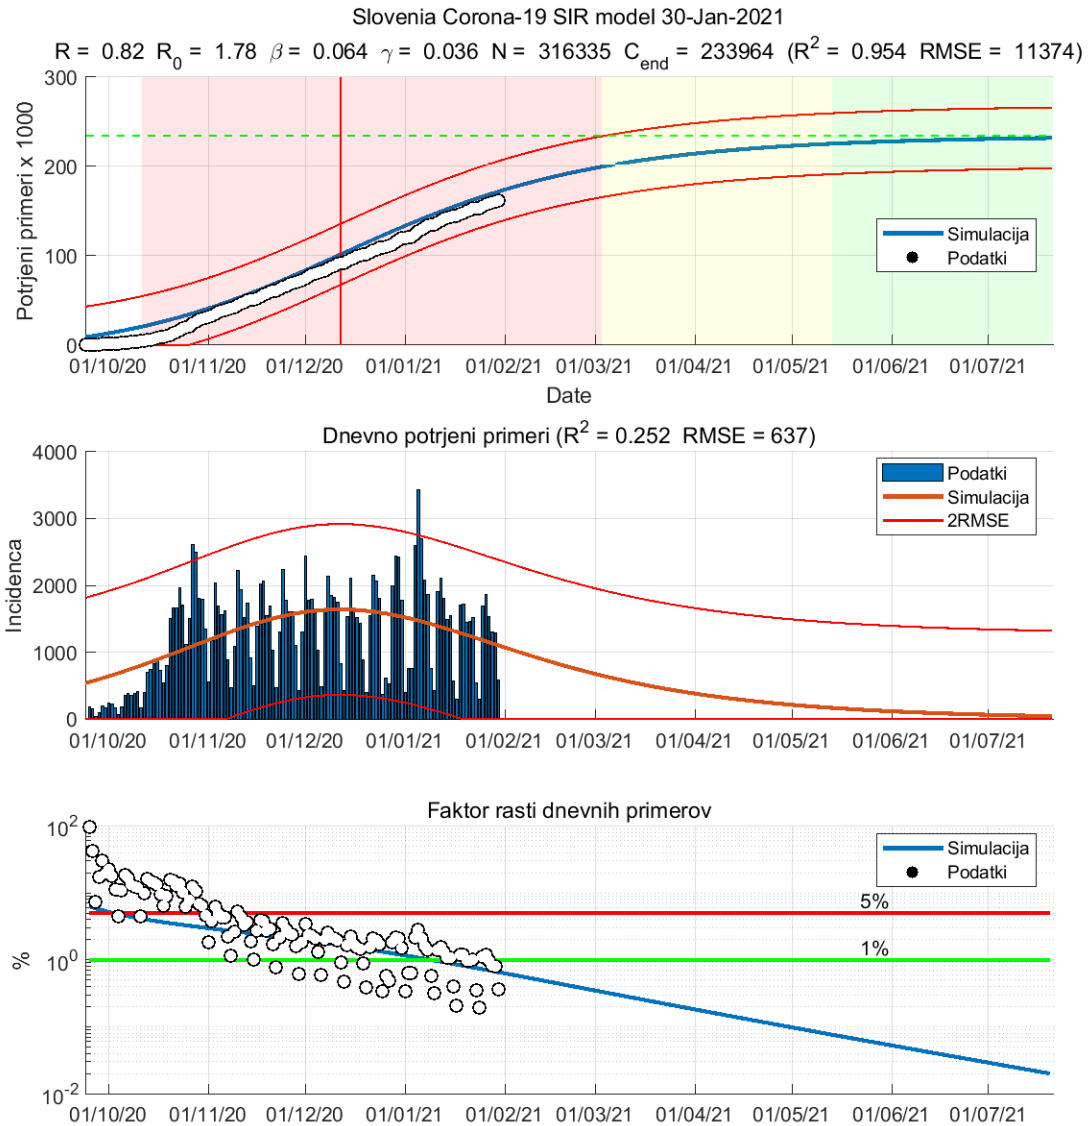 Slovenia Corona-19 SIR model 30-Jan-2021
R = 0.82 R0 = 1.78 β = 0.064 γ = 0.036 N = 316335 Cend = 233964 (R2 = 0.954 RMSE = 11374)
Potrjeni primeri x 1000
300
200
100
0
Simulacija
Podatki
01/10/20 01/11/20 01/12/20 01/01/21 01/02/21 01/03/21 01/04/21 01/05/21 01/06/21 01/07/21
Date
Dnevno potrjeni primeri (R2 = 0.252 RMSE = 637)
Incidenca
4000
3000
2000
1000
0
Podatki
Simulacija
2RMSE
01/10/20 01/11/20 01/12/20 01/01/21 01/02/21 01/03/21 01/04/21 01/05/21 01/06/21 01/07/21
Faktor rasti dnevnih primerov
%
10^2
10^0
10^-2
Simulacija
Podatki
5%
1%
01/10/20 01/11/20 01/12/20 01/01/21 01/02/21 01/03/21 01/04/21 01/05/21 01/06/21 01/07/21